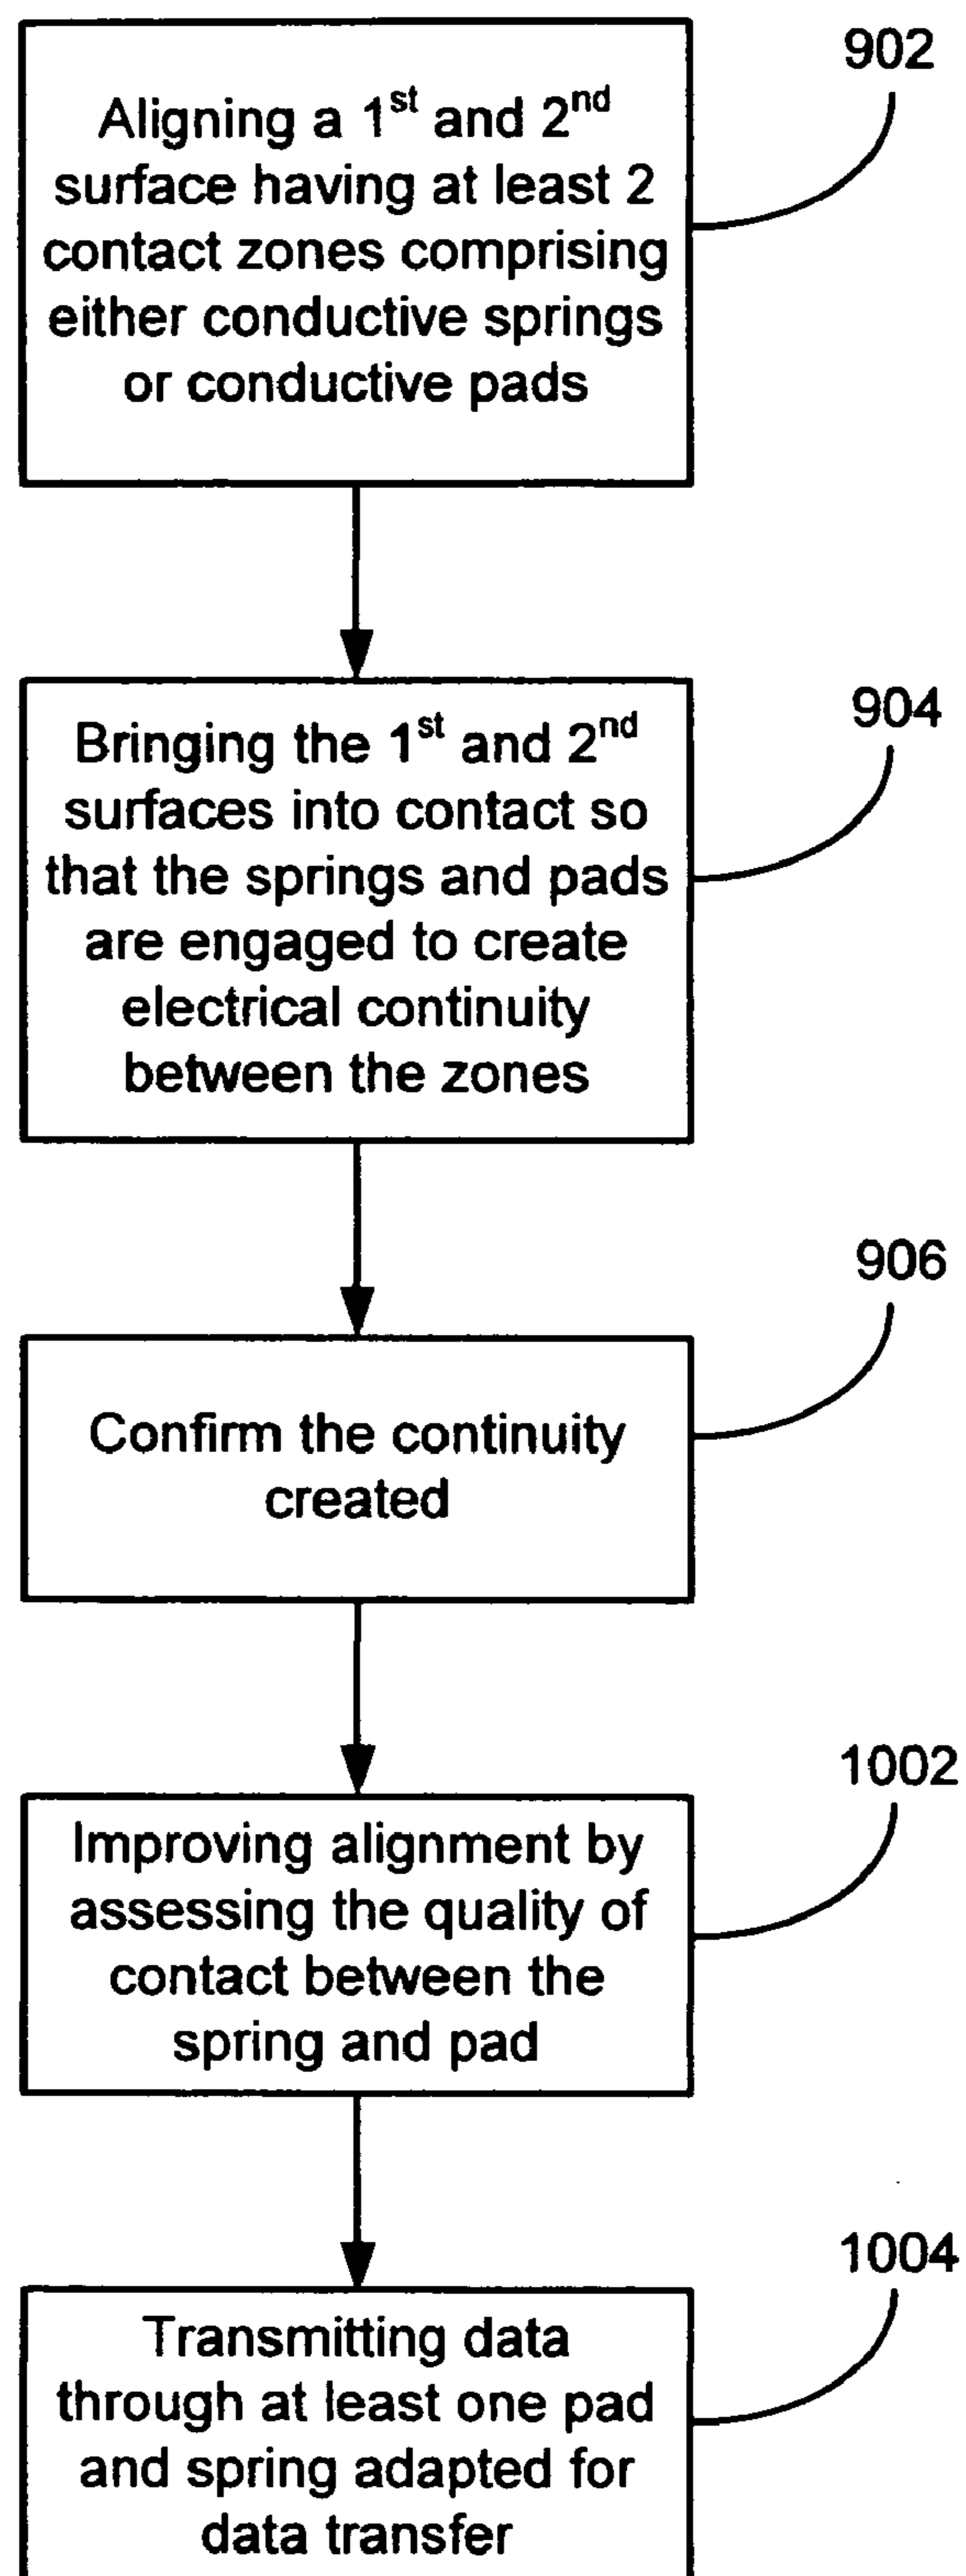 902
Aligning a 1st and 2nd
surface having at least 2
contact zones comprising
either conductive springs
or conductive pads
904
Bringing the 1st and 2nd
surfaces into contact so
that the springs and pads
are engaged to create
electrical continuity
between the zones
906
Confirm the continuity
created
1002
Improving alignment by
assessing the quality of
contact between the
spring and pad
1004
Transmitting data
through at least one pad
and spring adapted for
data transfer